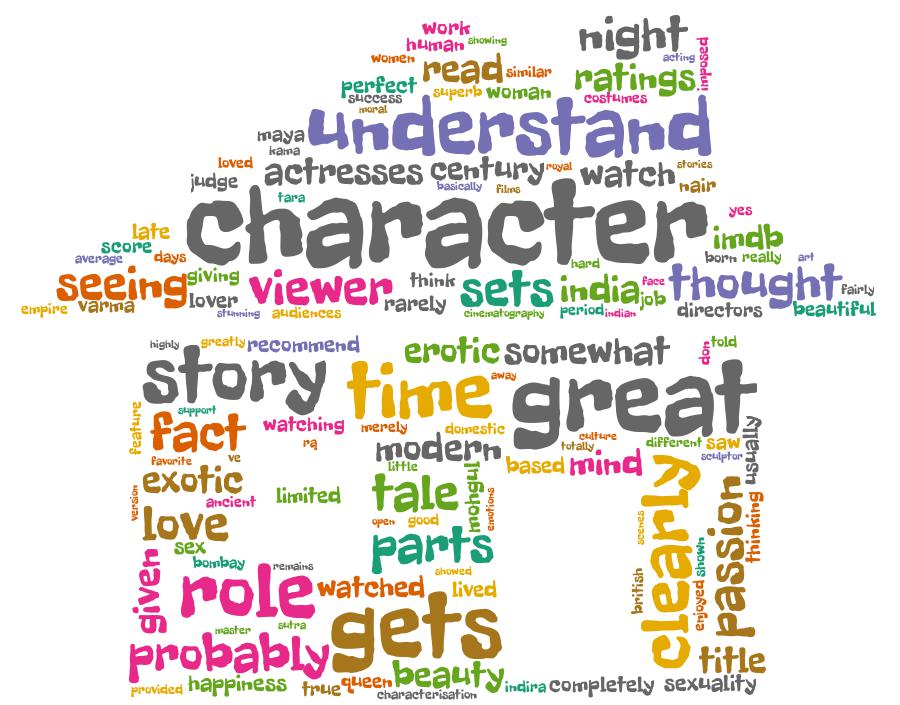 work
human showing night
women acting imposed
read similar ratings
perfect superb woman costumes
success
moral
maya understand
kama
loved actresses century royal watch stories
judge basically films hair
tara
character yes
late imdb
score
average days hard born really art
seeing giving viewer think sets india face thought fairly
empire varma lover rarely period indian job directors beautiful
stunning audiences cinematography
highly greatly recommend erotic somewhat don told
story time away great
feature support
fact watching merely domestic culture different saw usually
favorite ve ra modern totally sculptor
based mind
version exotic little
ancient limited tale mohgul emotions clearly passion thinking
love open good scenes
sex parts
given bombay remains showed british shown
role watched lived enjoyed
master sutra gets
probably title
provided happiness true queen beauty indira completely sexuality
characterisation